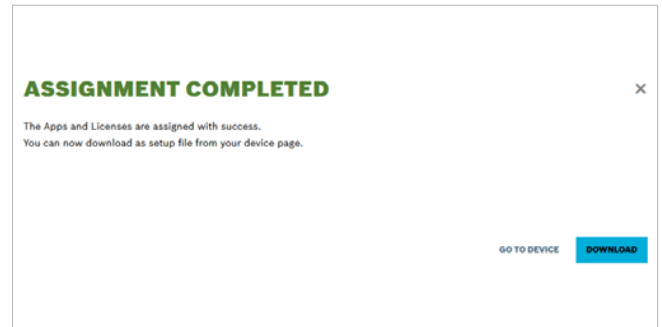 ASSIGNMENT COMPLETED
The Apps and Licenses are assigned with success.
You can now download as setup file from your device page.
GO TO DEVICE DOWNLOAD